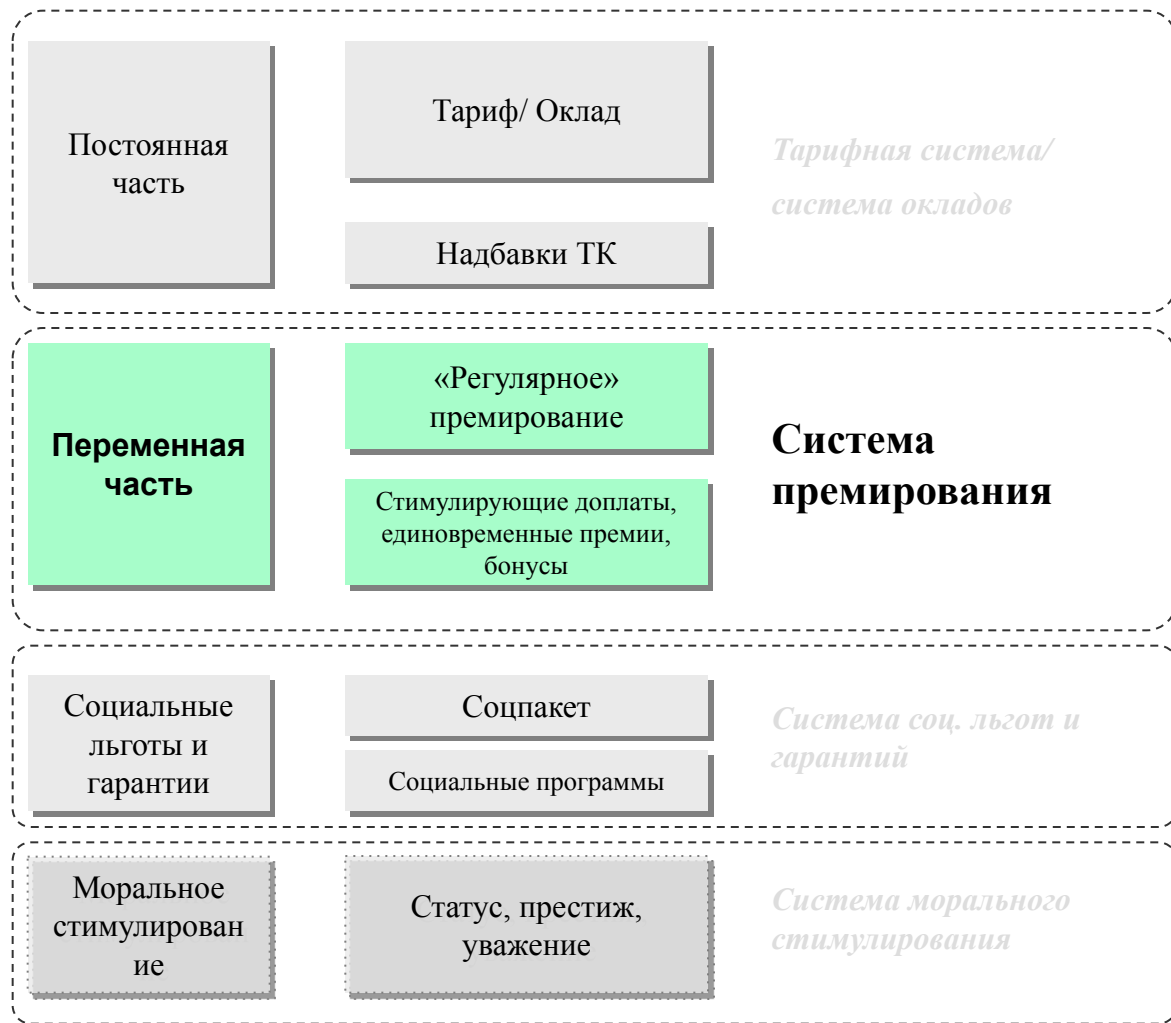 Постоянная
часть
Тариф/ Оклад
Надбавки ТК
Тарифная система/
система окладов
Переменная
часть
«Регулярное»
премирование
Стимулирующие доплаты,
единовременные премии,
бонусы
Система
премирования
Социальные
льготы и
гарантии
Соцпакет
Социальные программы
Система соц. льгот и
гарантий
Моральное
стимулирован
ие
Статус, престиж,
уважение
Система морального
стимулирования